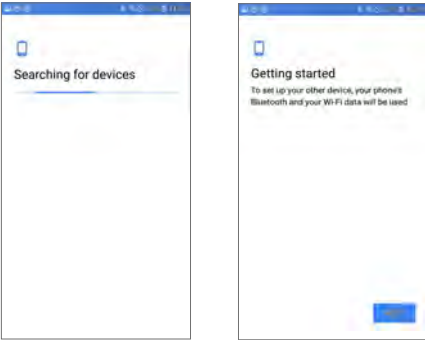 Searching for devices
Getting started
To set up your other device, your phone's
Bluetooth and your Wi-Fi data will be used